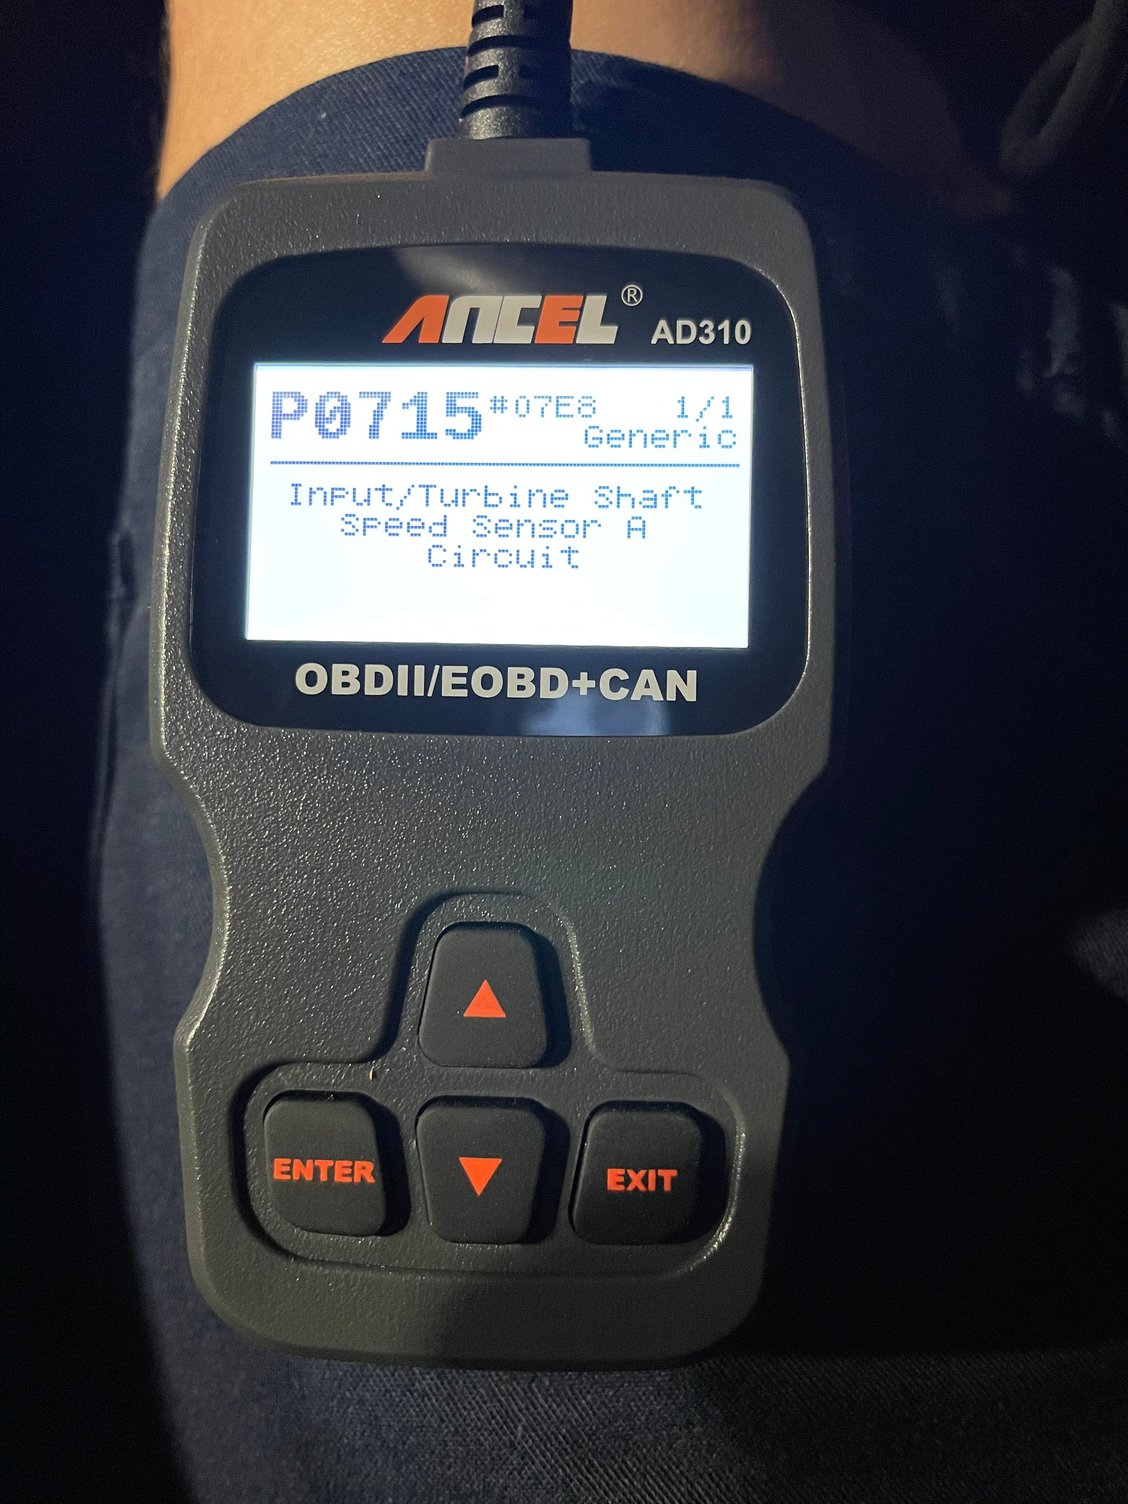 ANCEL® AD310
P0715 #07E8 1/1
Generic
Input/Turbine Shaft
Speed Sensor A
Circuit
OBDII/EOBD+CAN
▲
ENTER ▼ EXIT